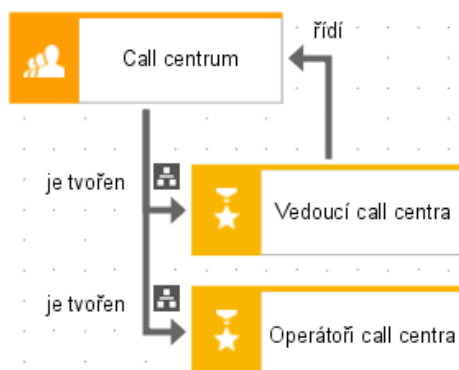 řídí
Call centrum
je tvořen
Vedoucí call centra
je tvořen
Operátoři call centra